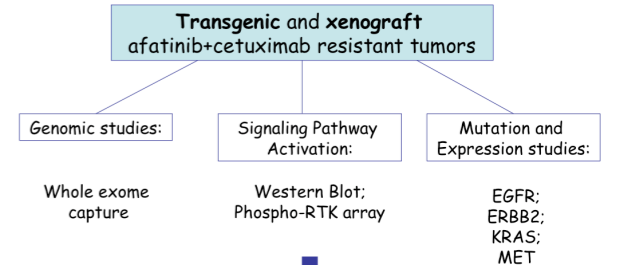 Transgenic and xenograft
afatinib+cetuximab resistant tumors
Genomic studies:
Whole exome
capture
Signaling Pathway
Activation:
Western Blot;
Phospho-RTK array
Mutation and
Expression studies:
EGFR;
ERBB2;
KRAS;
MET